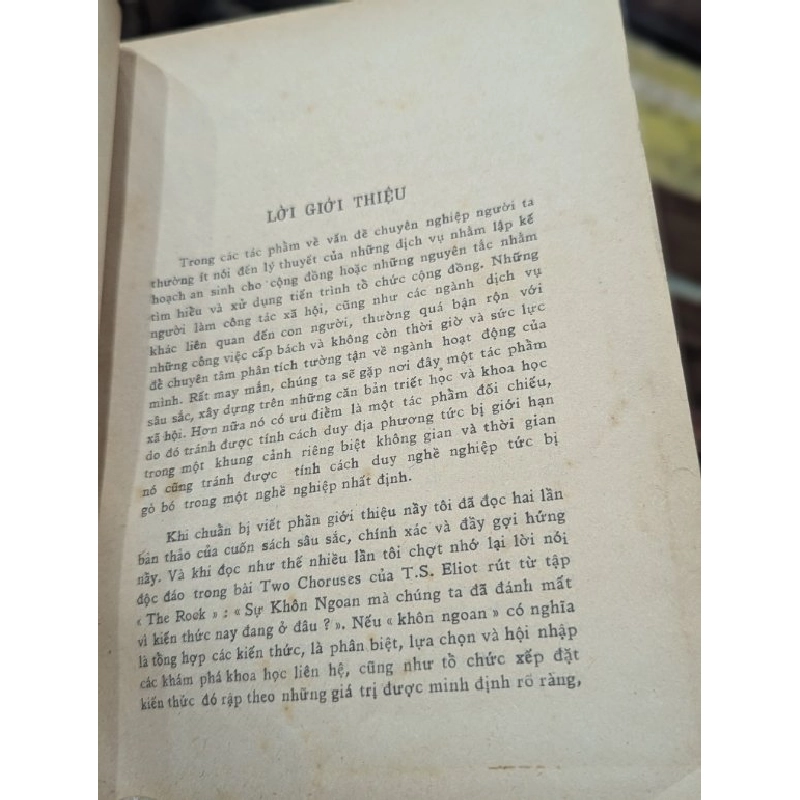 LỜI GIỚI THIỆU
Trong các tác phẩm về vấn đề chuyên nghiệp người ta
thường ít nói đến lý thuyết của những dịch vụ nhằm lập kế
hoạch an sinh cho cộng đồng hoặc những nguyên tắc nhằm
tìm hiểu và xử dụng tiến trình tổ chức cộng đồng. Những
người làm công tác xã hội, cũng như các ngành dịch vụ
khác liên quan đến con người, thường quá bận rộn với
những công việc cấp bách và không còn thời giờ và sức lực
để chuyên tâm phân tích tường tận về ngành hoạt động của
mình. Rất may mắn, chúng ta sẽ gặp nơi đây một tác phẩm
sâu sắc, xây dựng trên những căn bản triết học và khoa học
xã hội. Hơn nữa nó có ưu điểm là một tác phẩm đối chiếu,
do đó tránh được tính cách duy địa phương tức bị giới hạn
trong một khung cảnh riêng biệt không gian và thời gian
nó cũng tránh được tính cách duy nghề nghiệp tức bị
gò bó trong một nghề nghiệp nhất định.
Khi chuẩn bị viết phần giới thiệu nầy tôi đã đọc hai lần
bản thảo của cuốn sách sâu sắc, chính xác và đầy gợi hứng
nầy. Và khi đọc như thế nhiều lần tôi chợt nhớ lại lời nói
độc đáo trong bài Two Choruses của T.S. Eliot rút từ tập
« The Rock » : « Sự Khôn Ngoan mà chúng ta đã đánh mất
vì kiến thức nay đang ở đâu ? ». Nếu « khôn ngoan » có nghĩa
là tổng hợp các kiến thức, là phân biệt, lựa chọn và hội nhập
các khám phá khoa học liên hệ, cũng như tổ chức xếp đặt
kiến thức đó rập theo những giá trị được minh định rõ ràng,